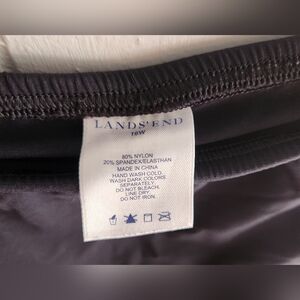 LANDS' END
18W
80% NYLON
20% SPANDEX/ELASTHAN
MADE IN CHINA
HAND WASH COLD.
WASH DARK COLORS
SEPARATELY.
DO NOT BLEACH.
LINE DRY.
DO NOT IRON.